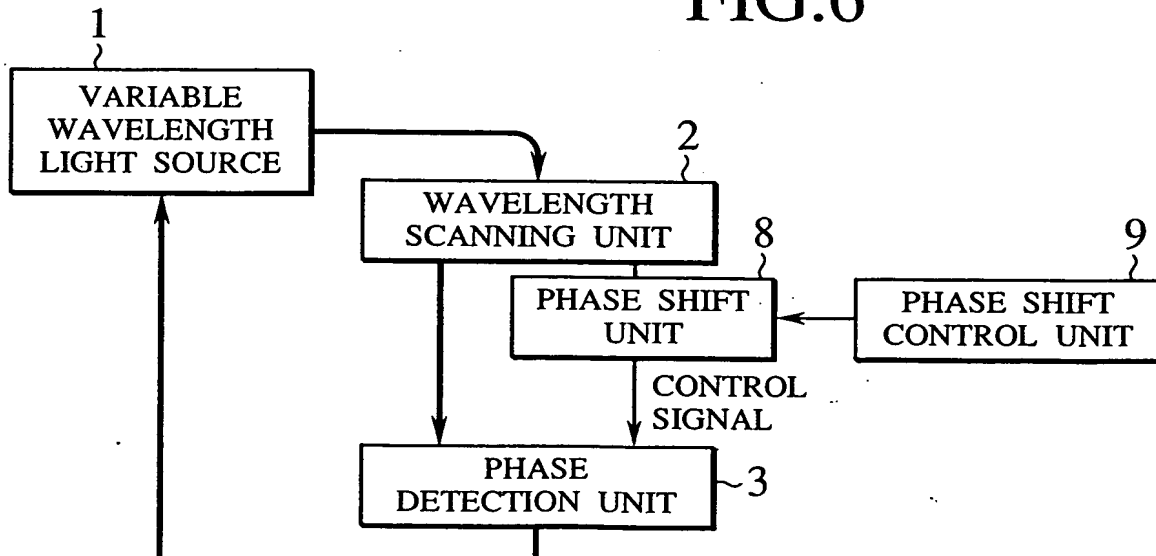 FIG.6
1
VARIABLE
WAVELENGTH
LIGHT SOURCE
2
WAVELENGTH
SCANNING UNIT
8
PHASE SHIFT
UNIT
9
PHASE SHIFT
CONTROL UNIT
CONTROL
SIGNAL
PHASE
DETECTION UNIT
3